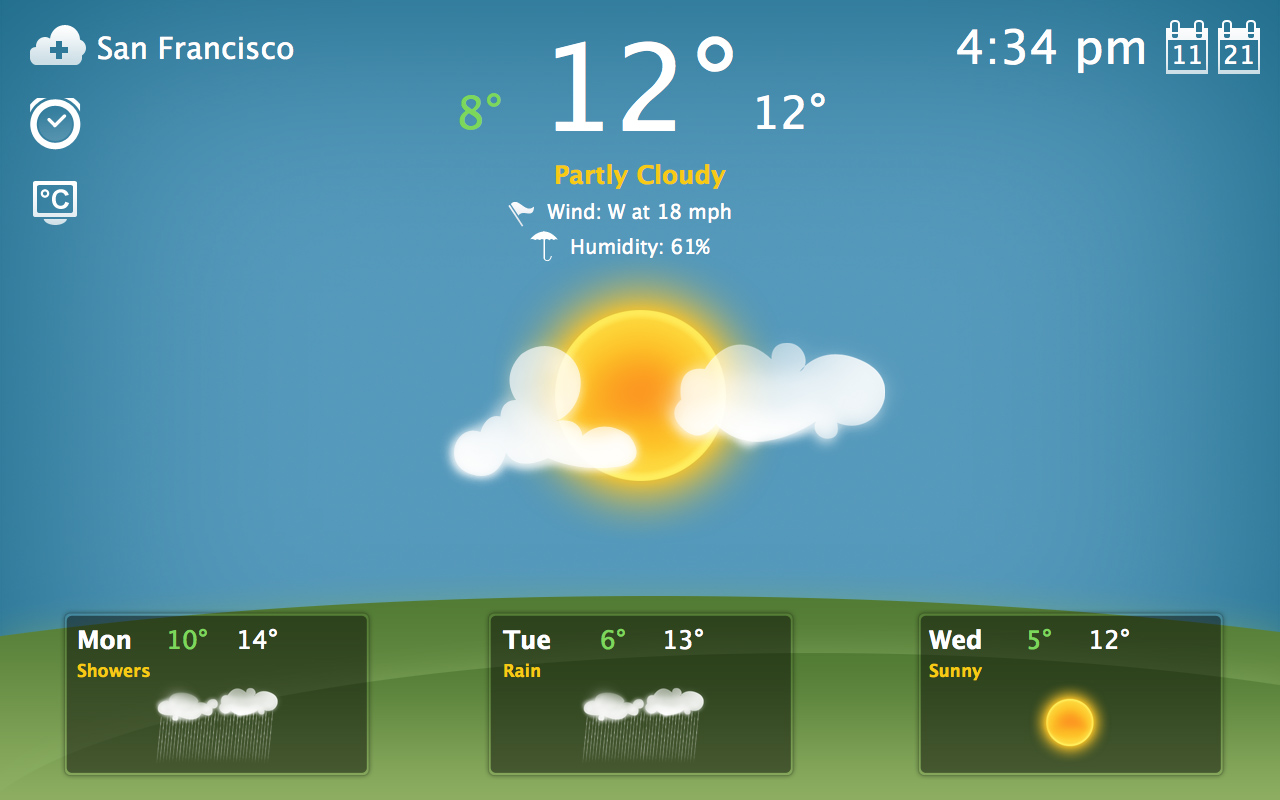 San Francisco
4:34 pm
11 21
8° 12° 12°
°C
Partly Cloudy
Wind: W at 18 mph
Humidity: 61%
Mon 10° 14°
Showers
Tue 6° 13°
Rain
Wed 5° 12°
Sunny